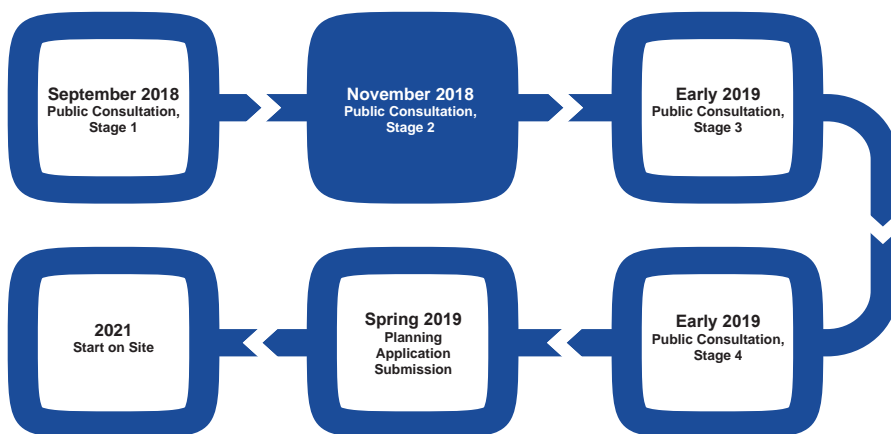 September 2018
Public Consultation,
Stage 1
November 2018
Public Consultation,
Stage 2
Early 2019
Public Consultation,
Stage 3
Early 2019
Public Consultation,
Stage 4
Spring 2019
Planning
Application
Submission
2021
Start on Site